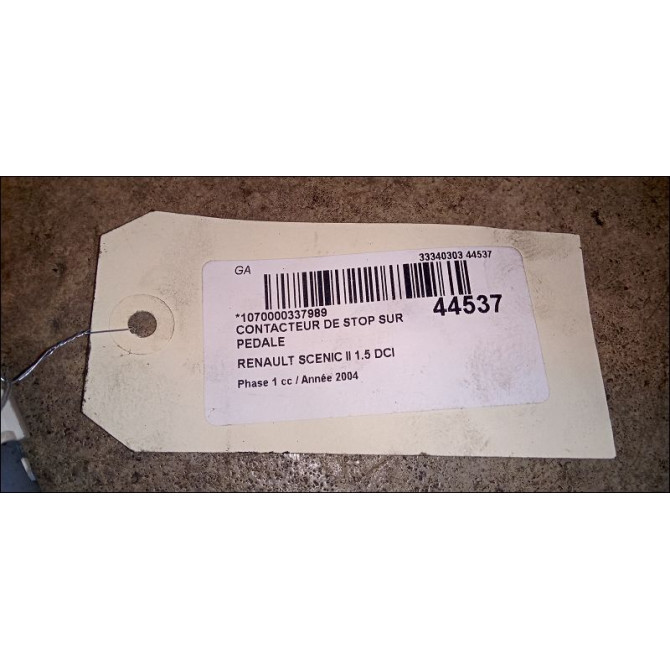 GA
33340303 44537
*1070000337989
44537
CONTACTEUR DE STOP SUR
PEDALE
RENAULT SCENIC II 1.5 DCI
Phase 1 cc / Année 2004